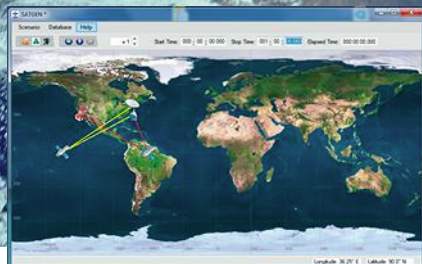 SATGEN *
Scenario Database Help
x 1 Start Time: 000 : 00 : 00.000 Stop Time: 001 : 00 : Elapsed Time: 000:00:00.000
Longitude: 36.25° E Latitude: 90.0° N